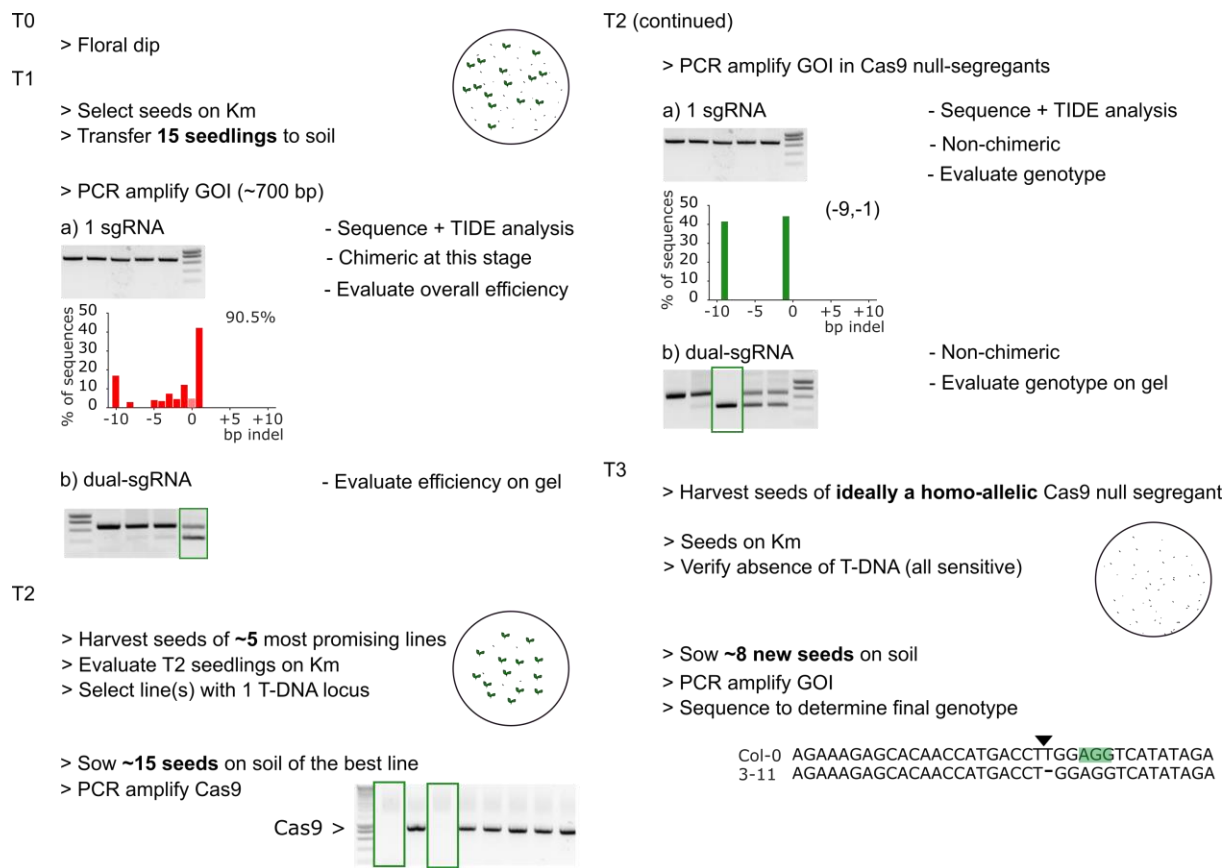 T0
> Floral dip
T1
> Select seeds on Km
> Transfer 15 seedlings to soil
> PCR amplify GOI (~700 bp)
a) 1 sgRNA
- Sequence + TIDE analysis
- Chimeric at this stage
- Evaluate overall efficiency
% of sequences
50
40
30
20
10
0
90.5%
-10 -5 0 +5 +10
bp indel
b) dual-sgRNA
- Evaluate efficiency on gel
T2
> Harvest seeds of ~5 most promising lines
> Evaluate T2 seedlings on Km
> Select line(s) with 1 T-DNA locus
> Sow ~15 seeds on soil of the best line
> PCR amplify Cas9
Cas9 >
T2 (continued)
> PCR amplify GOI in Cas9 null-segregants
a) 1 sgRNA
- Sequence + TIDE analysis
- Non-chimeric
- Evaluate genotype
% of sequences
50
40
30
20
10
0
(-9,-1)
-10 -5 0 +5 +10
bp indel
b) dual-sgRNA
- Non-chimeric
- Evaluate genotype on gel
T3
> Harvest seeds of ideally a homo-allelic Cas9 null segregant
> Seeds on Km
> Verify absence of T-DNA (all sensitive)
> Sow ~8 new seeds on soil
> PCR amplify GOI
> Sequence to determine final genotype
Col-0 AGAAAGAGCACAACCATGACCTTGGAGGTCATATAGA
3-11 AGAAAGAGCACAACCATGACCT-GGAGGTCATATAGA